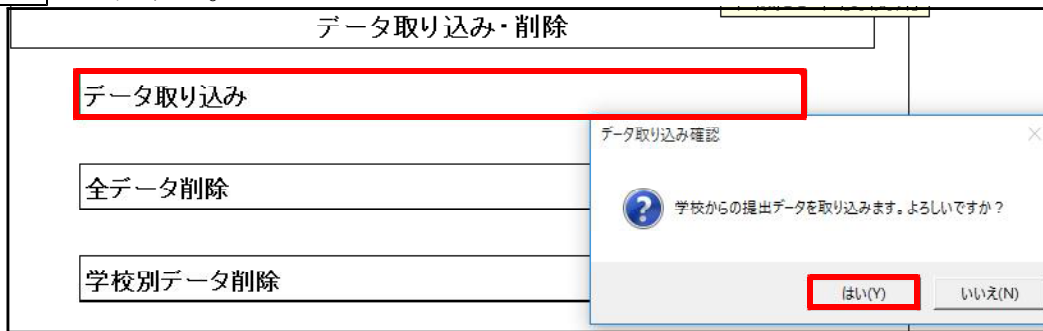 データ取り込み・削除
データ取り込み
データ取り込み確認
学校からの提出データを取り込みます。よろしいですか？
全データ削除
学校別データ削除
はい(Y)
いいえ(N)